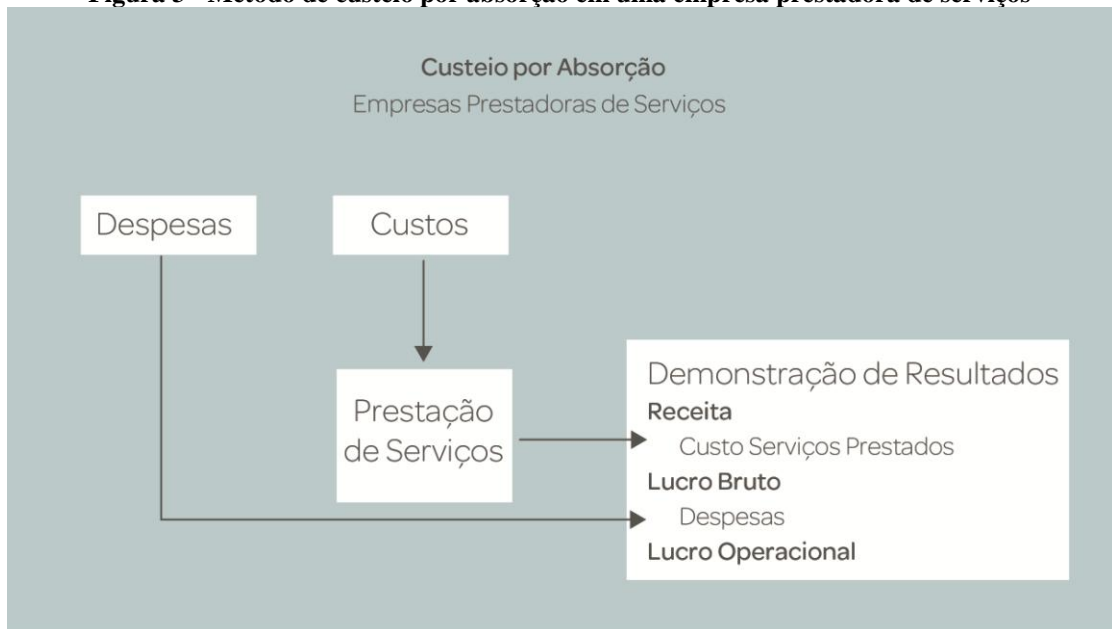 Figura 3 - Método de custeio por absorção em uma empresa prestadora de serviços
Custeio por Absorção
Empresas Prestadoras de Serviços
Despesas
Custos
Prestação
de Serviços
Demonstração de Resultados
Receita
Custo Serviços Prestados
Lucro Bruto
Despesas
Lucro Operacional